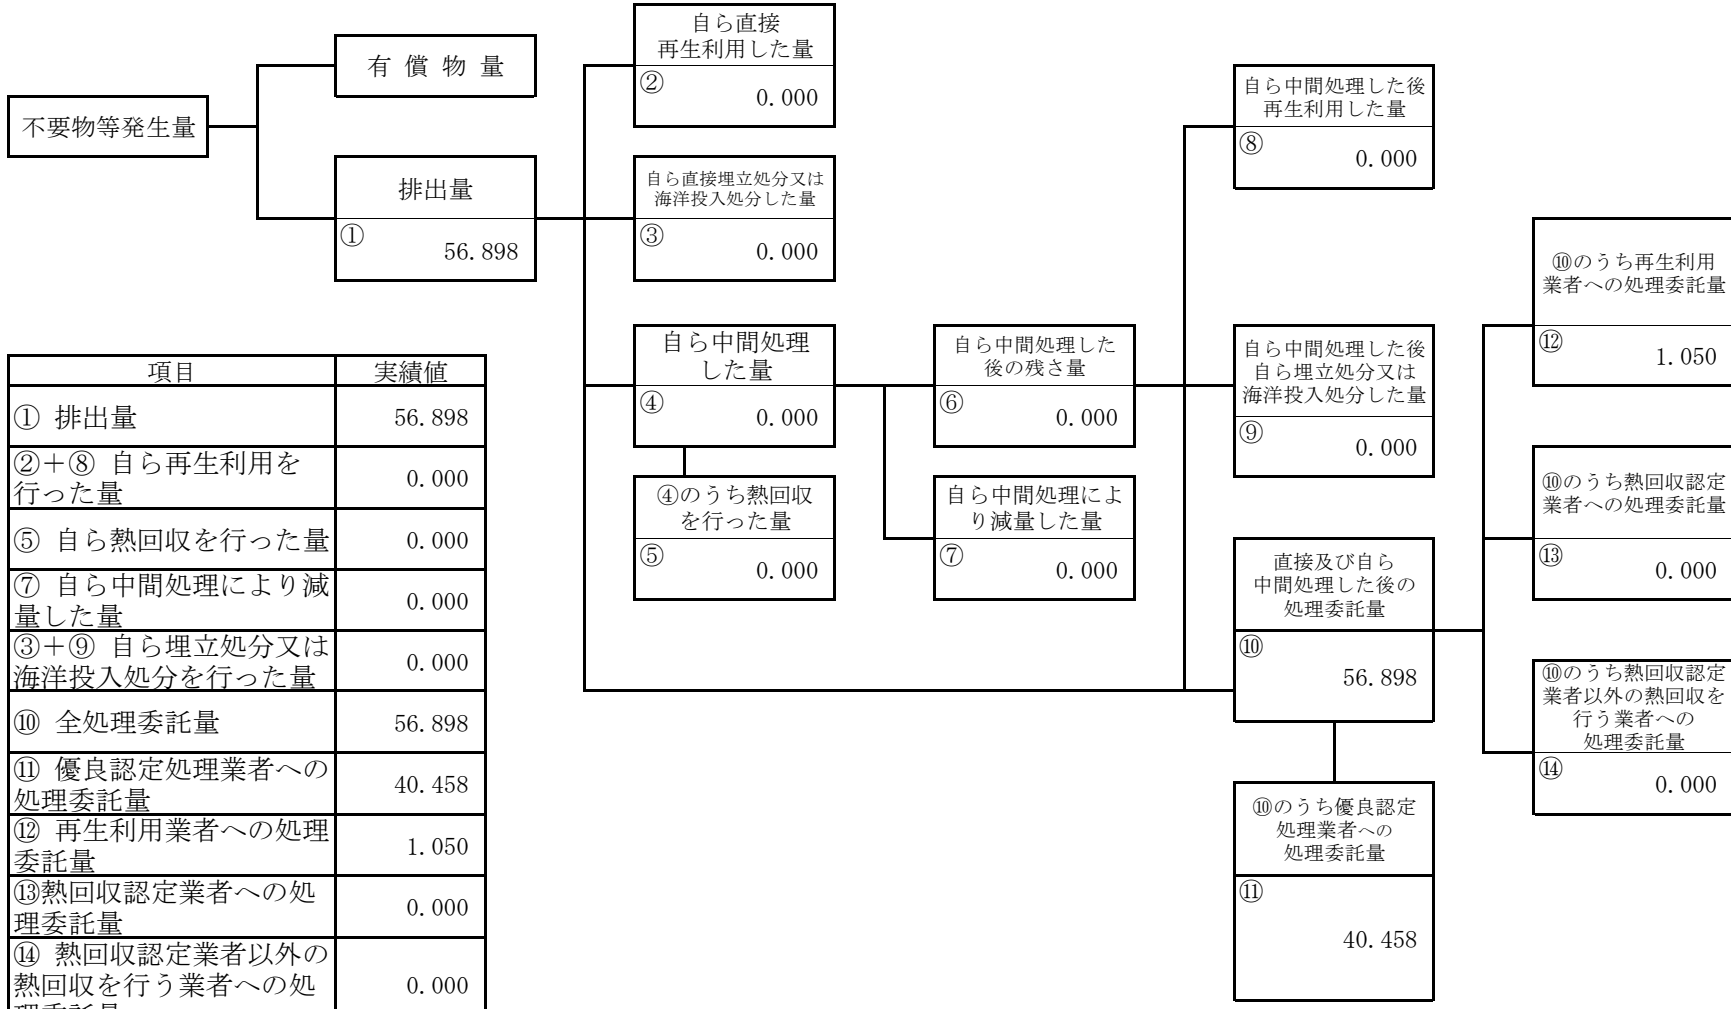 不要物等発生量
有償物量
排出量
①
56.898
自ら直接
再生利用した量
②
0.000
自ら直接埋立処分又は
海洋投入処分した量
③
0.000
自ら中間処理
した量
④
0.000
④のうち熱回収
を行った量
⑤
0.000
自ら中間処理した
後の残さ量
⑥
0.000
自ら中間処理によ
り減量した量
⑦
0.000
自ら中間処理した後
再生利用した量
⑧
0.000
自ら中間処理した後
自ら埋立処分又は
海洋投入処分した量
⑨
0.000
直接及び自ら
中間処理した後の
処理委託量
⑩
56.898
⑩のうち優良認定
処理業者への
処理委託量
⑪
40.458
⑩のうち再生利用
業者への処理委託量
⑫
1.050
⑩のうち熱回収認定
業者への処理委託量
⑬
0.000
⑩のうち熱回収認定
業者以外の熱回収を
行う業者への
処理委託量
⑭
0.000
項目 実績値
① 排出量 56.898
②＋⑧ 自ら再生利用を
行った量 0.000
⑤ 自ら熱回収を行った量 0.000
⑦ 自ら中間処理により減
量した量 0.000
③＋⑨ 自ら埋立処分又は
海洋投入処分を行った量 0.000
⑩ 全処理委託量 56.898
⑪ 優良認定処理業者への
処理委託量 40.458
⑫ 再生利用業者への処理
委託量 1.050
⑬熱回収認定業者への処
理委託量 0.000
⑭ 熱回収認定業者以外の
熱回収を行う業者への処 0.000